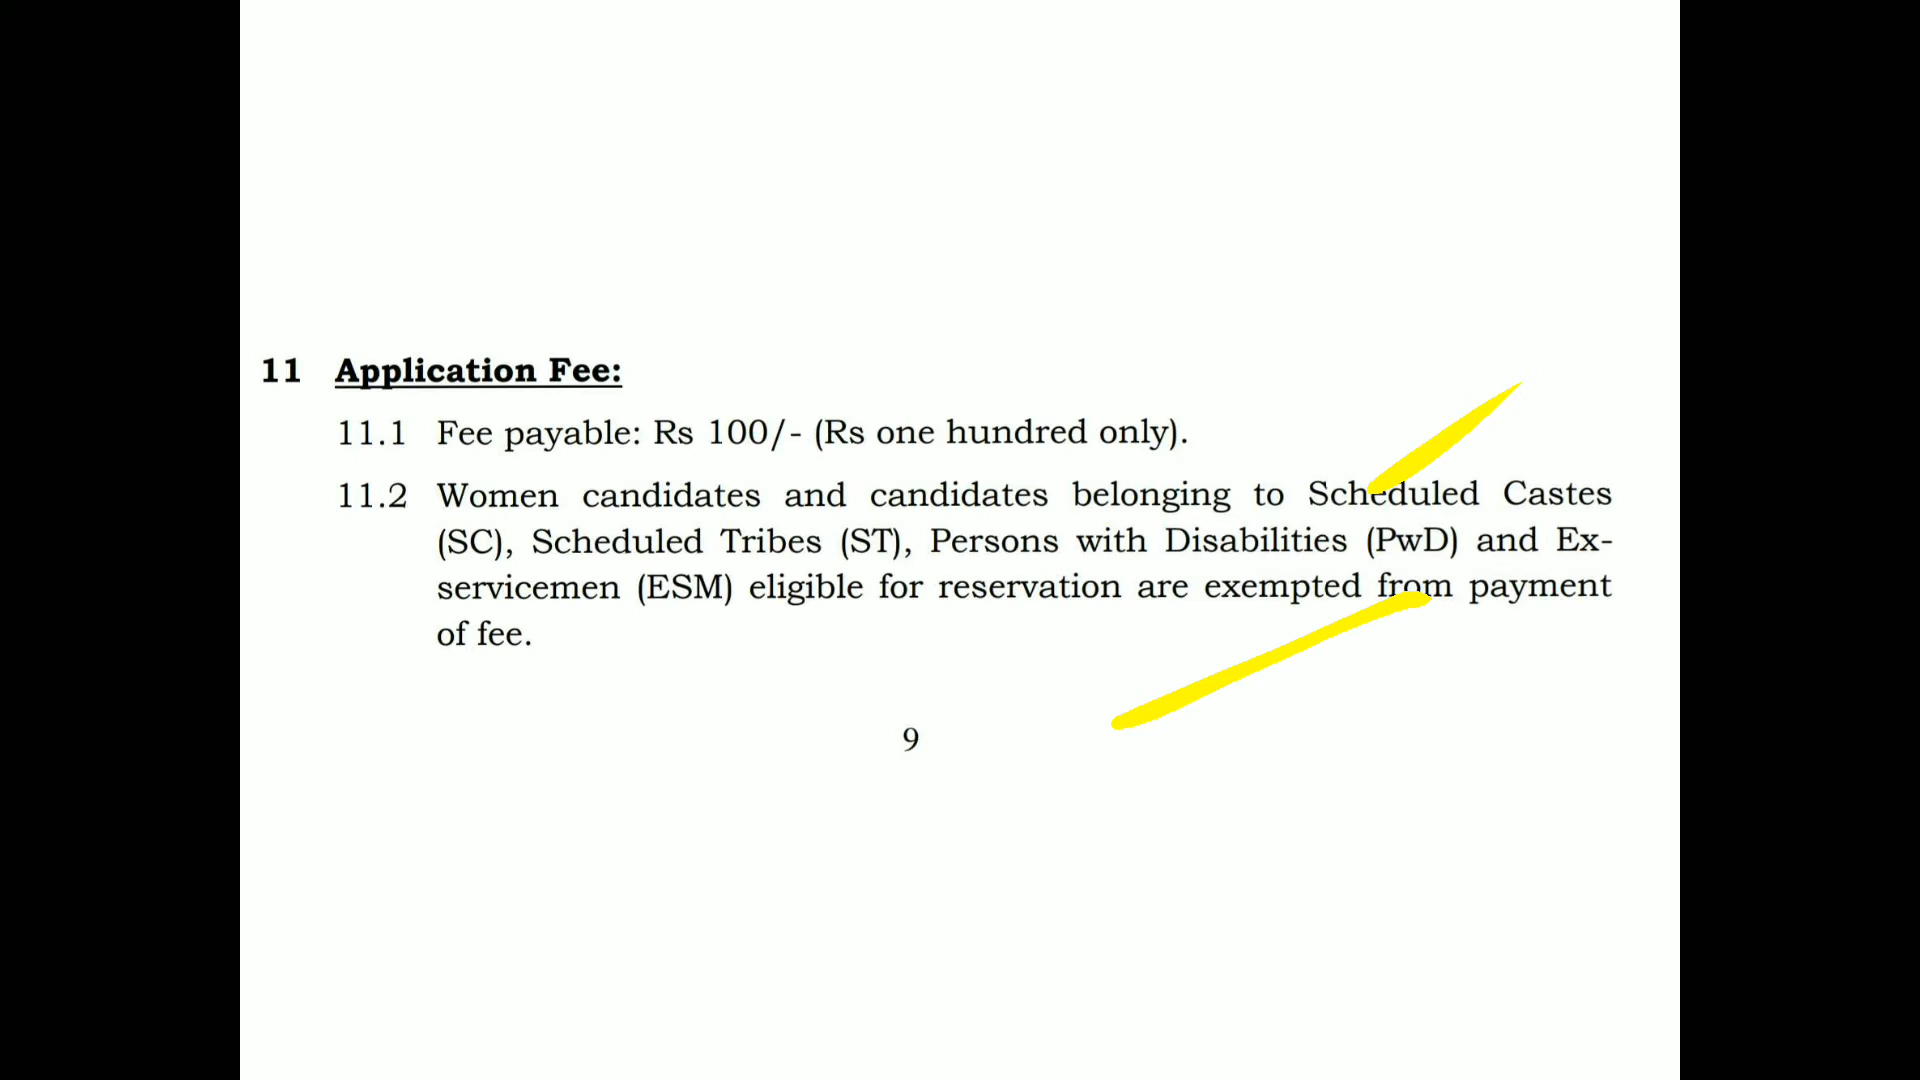 11 Application Fee:
11.1 Fee payable: Rs 100/- (Rs one hundred only).
11.2 Women candidates and candidates belonging to Scheduled Castes
(SC), Scheduled Tribes (ST), Persons with Disabilities (PwD) and Ex-
servicemen (ESM) eligible for reservation are exempted from payment
of fee.
9